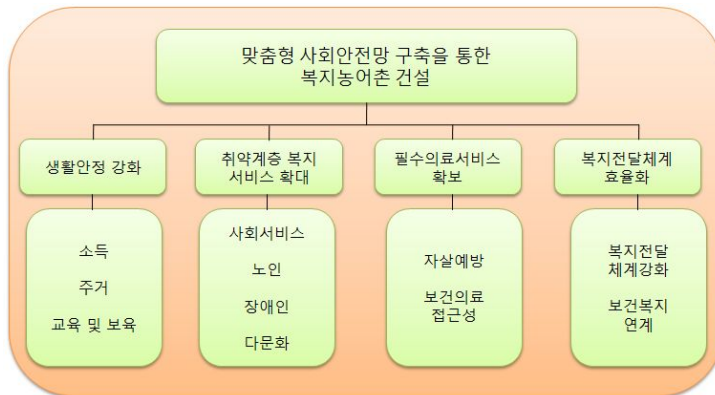 맞춤형 사회안전망 구축을 통한
복지농어촌 건설
생활안정 강화
취약계층 복지
서비스 확대
필수의료서비스
확보
복지전달체계
효율화
소득
주거
교육 및 보육
사회서비스
노인
장애인
다문화
자살예방
보건의료
접근성
복지전달
체계강화
보건복지
연계